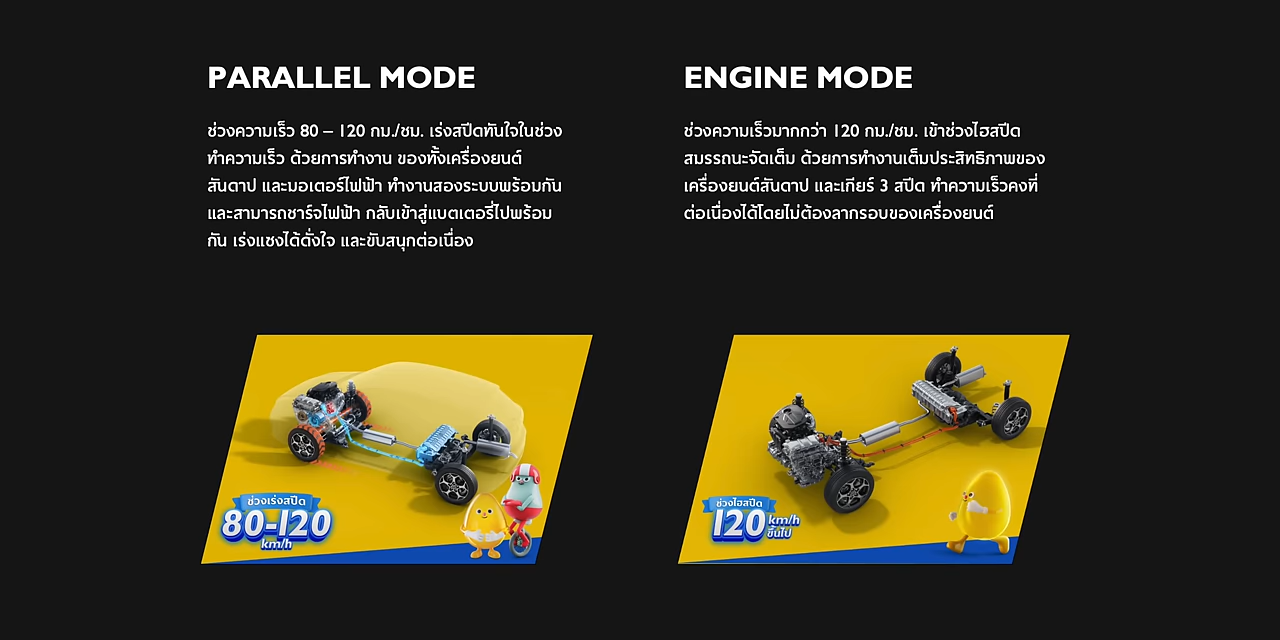 PARALLEL MODE
ช่วงความเร็ว 80 – 120 กม./ชม. เร่งสปีดทันใจในช่วง
ทำความเร็ว ด้วยการทำงาน ของทั้งเครื่องยนต์
สันดาป และมอเตอร์ไฟฟ้า ทำงานสองระบบพร้อมกัน
และสามารถชาร์จไฟฟ้า กลับเข้าสู่แบตเตอรี่ไปพร้อม
กัน เร่งแซงได้ดั่งใจ และขับสนุกต่อเนื่อง
ENGINE MODE
ช่วงความเร็วมากกว่า 120 กม./ชม. เข้าช่วงไฮสปีด
สมรรถนะจัดเต็ม ด้วยการทำงานเต็มประสิทธิภาพของ
เครื่องยนต์สันดาป และเกียร์ 3 สปีด ทำความเร็วคงที่
ต่อเนื่องได้โดยไม่ต้องลากรอบของเครื่องยนต์
ช่วงเร่งสปีด
80-120
km/h
ช่วงไฮสปีด
120 km/h
ขึ้นไป